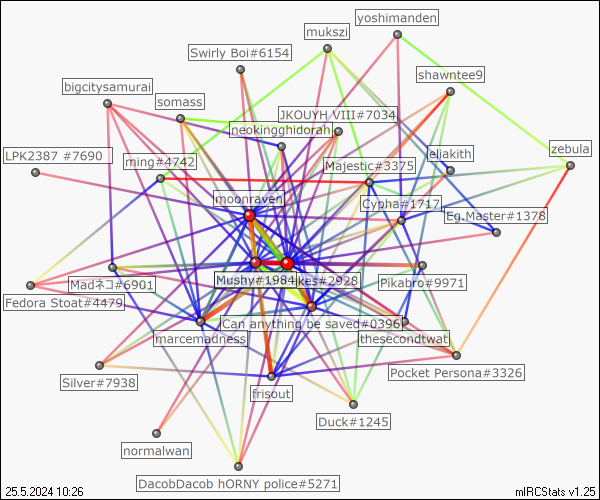 yoshimanden
mukszi
Swirly Boi#6154
shawntee9
bigcitysamurai
somass
JKOUYH VIII#7034
neokingghidorah
LPK2387 #7690
ming#4742
Majestic#3375
eliakith
zebula
moonraven
Cypha#1717
Eg.Master#1378
Madネコ#6901
Mushy#1984
jkes#2928
Pikabro#9971
Fedora Stoat#4479
Can anything be saved#0396
marcemadness
thesecondtwat
Silver#7938
frisout
Pocket Persona#3326
Duck#1245
normalwan
DacobDacob hORNY police#5271
25.5.2024 10:26
mIRCStats v1.25